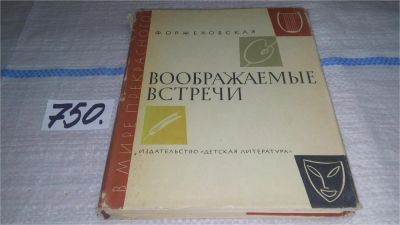 Ф. ОРЖЕХОВСКАЯ
ВООБРАЖАЕМЫЕ
ВСТРЕЧИ
ИЗДАТЕЛЬСТВО «ДЕТСКАЯ ЛИТЕРАТУРА»
В МИРЕ ПРЕКРАСНОГО
750.